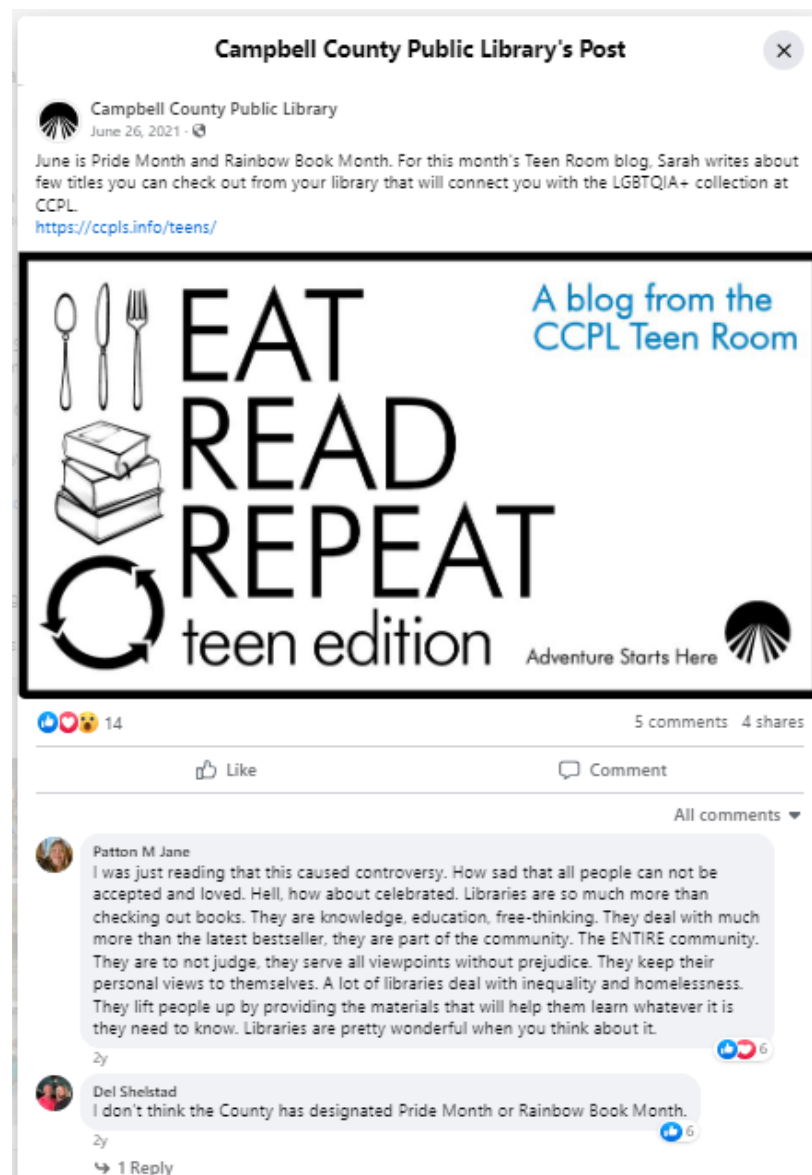 Campbell County Public Library's Post
Campbell County Public Library
June 26, 2021 ·
June is Pride Month and Rainbow Book Month. For this month's Teen Room blog, Sarah writes about
few titles you can check out from your library that will connect you with the LGBTQIA+ collection at
CCPL.
https://ccpls.info/teens/
EAT
READ
REPEAT
teen edition
A blog from the
CCPL Teen Room
Adventure Starts Here
14
5 comments 4 shares
Like
Comment
All comments
Patton M Jane
I was just reading that this caused controversy. How sad that all people can not be
accepted and loved. Hell, how about celebrated. Libraries are so much more than
checking out books. They are knowledge, education, free-thinking. They deal with much
more than the latest bestseller, they are part of the community. The ENTIRE community.
They are to not judge, they serve all viewpoints without prejudice. They keep their
personal views to themselves. A lot of libraries deal with inequality and homelessness.
They lift people up by providing the materials that will help them learn whatever it is
they need to know. Libraries are pretty wonderful when you think about it.
6
2y
Del Shelstad
I don't think the County has designated Pride Month or Rainbow Book Month.
6
2y
1 Reply